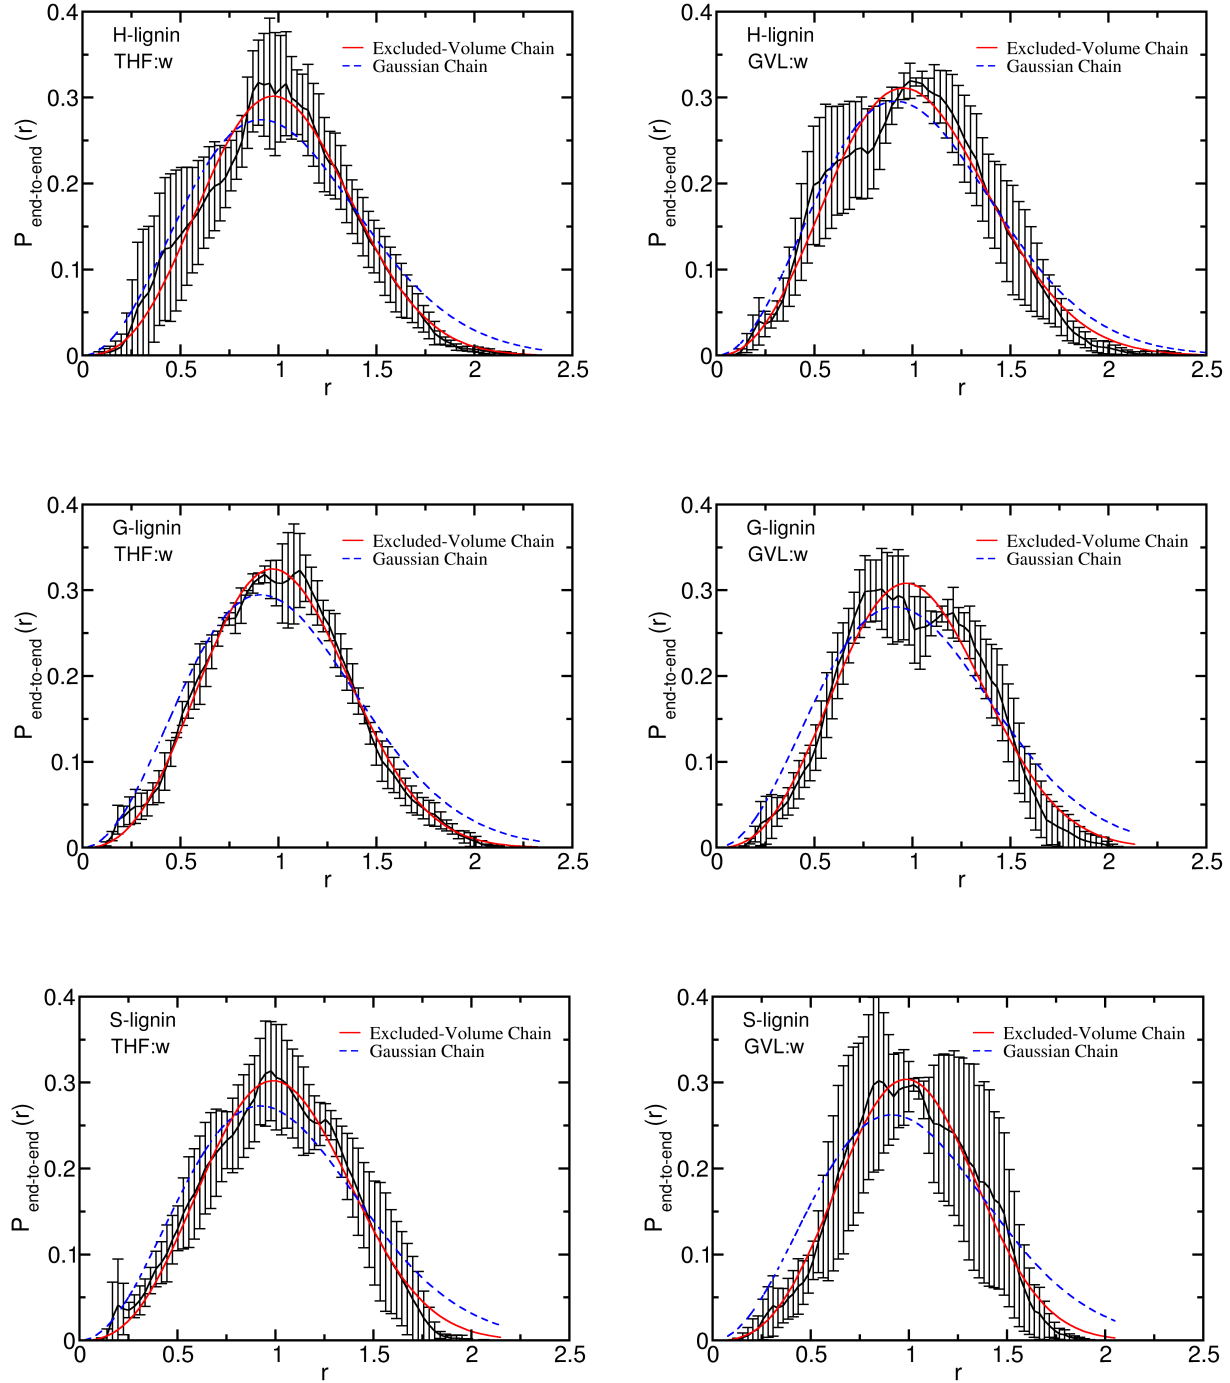 0.4
H-lignin
THF:w
Excluded-Volume Chain
Gaussian Chain
0.3
0.2
0.1
0
P end-to-end (r)
0 0.5 1 1.5 2 2.5
r
0.4
H-lignin
GVL:w
Excluded-Volume Chain
Gaussian Chain
0.3
0.2
0.1
0
P end-to-end (r)
0 0.5 1 1.5 2 2.5
r
0.4
G-lignin
THF:w
Excluded-Volume Chain
Gaussian Chain
0.3
0.2
0.1
0
P end-to-end (r)
0 0.5 1 1.5 2 2.5
r
0.4
G-lignin
GVL:w
Excluded-Volume Chain
Gaussian Chain
0.3
0.2
0.1
0
P end-to-end (r)
0 0.5 1 1.5 2 2.5
r
0.4
S-lignin
THF:w
Excluded-Volume Chain
Gaussian Chain
0.3
0.2
0.1
0
P end-to-end (r)
0 0.5 1 1.5 2 2.5
r
0.4
S-lignin
GVL:w
Excluded-Volume Chain
Gaussian Chain
0.3
0.2
0.1
0
P end-to-end (r)
0 0.5 1 1.5 2 2.5
r